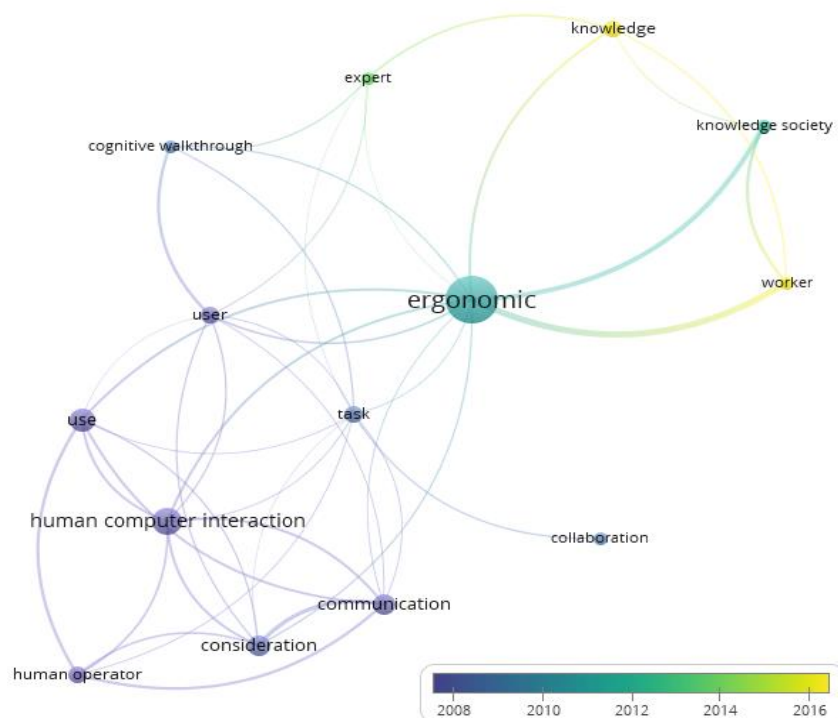 knowledge
expert
knowledge society
cognitive walkthrough
worker
ergonomic
user
task
use
human computer interaction
collaboration
communication
consideration
human operator
2008 2010 2012 2014 2016